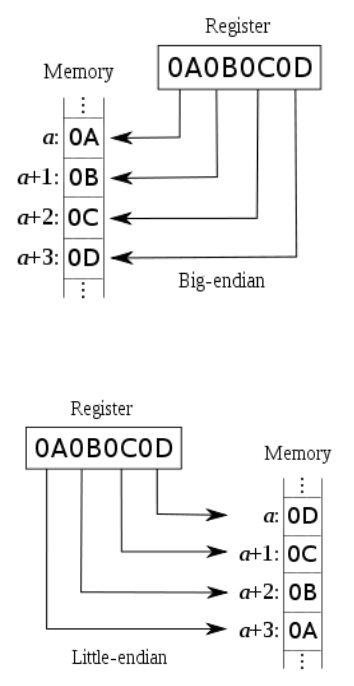 Register
0A0B0C0D
Memory
a: 0A
a+1: 0B
a+2: 0C
a+3: 0D
Big-endian
Register
0A0B0C0D
Memory
a: 0D
a+1: 0C
a+2: 0B
a+3: 0A
Little-endian